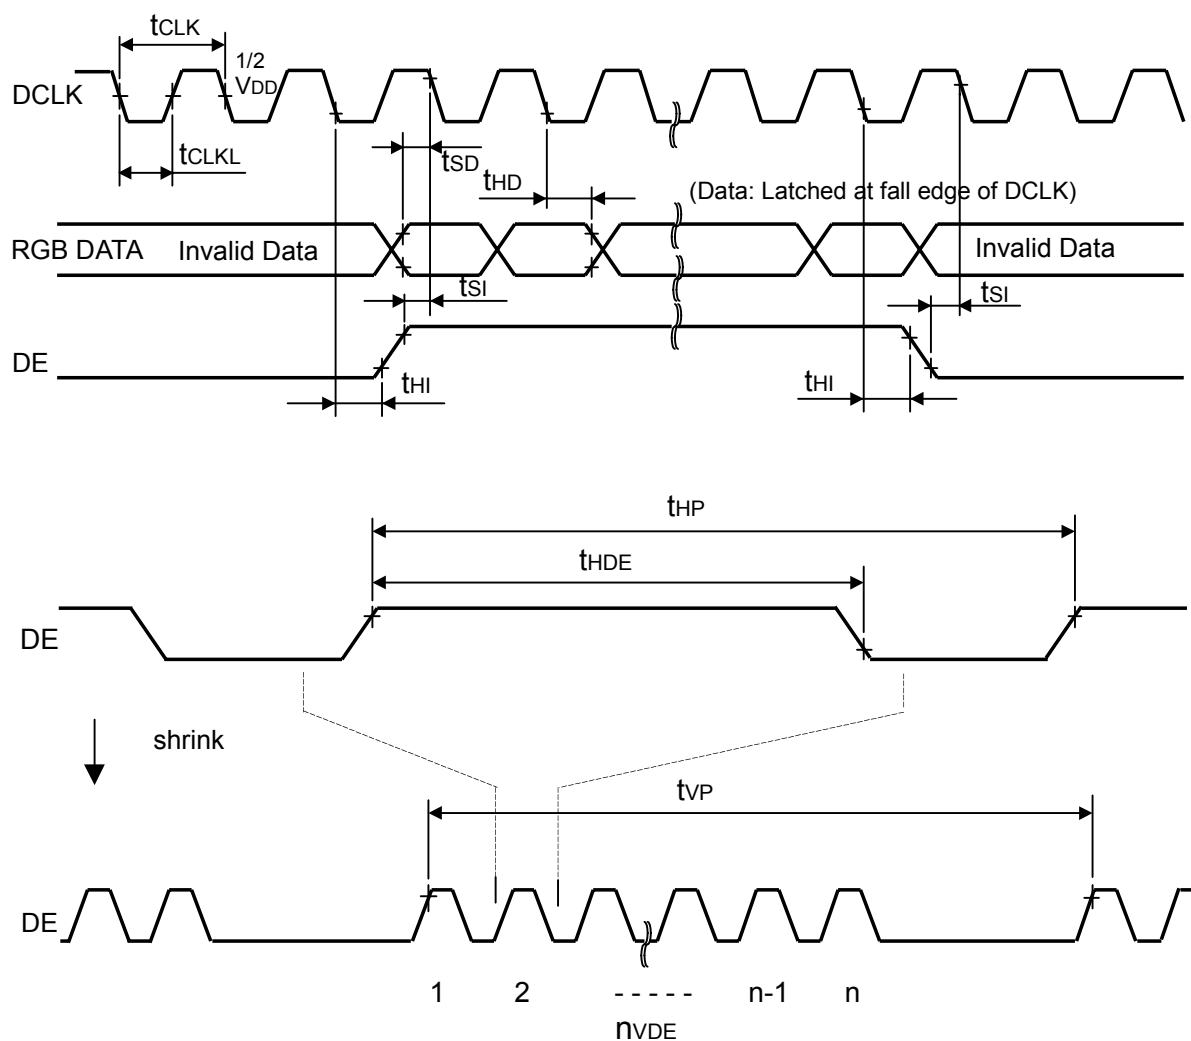 tCLK
1/2
VDD
DCLK
tCLKL
tSD
tHD
(Data: Latched at fall edge of DCLK)
RGB DATA
Invalid Data
Invalid Data
tSI
tSI
DE
tHI
tHI
tHP
tHDE
DE
shrink
tVP
DE
1 2 - - - - - n-1 n
nVDE